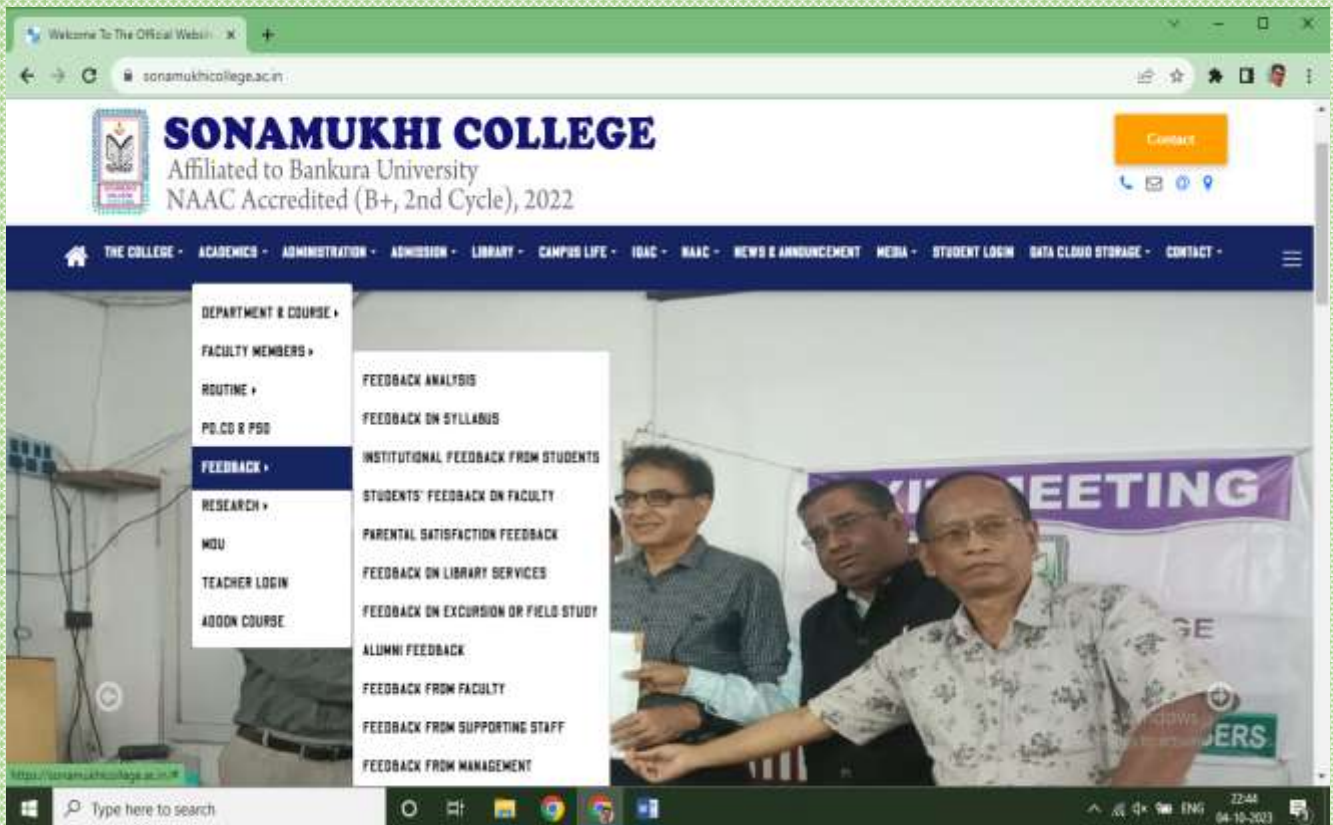 Welcome To The Official Websit
sonamukhicollege.ac.in
SONAMUKHI COLLEGE
Affiliated to Bankura University
NAAC Accredited (B+, 2nd Cycle), 2022
Contact
THE COLLEGE ACADEMICS ADMINISTRATION ADMISSION LIBRARY CAMPUS LIFE IQAC NAAC NEWS & ANNOUNCEMENT MEDIA STUDENT LOGIN DATA CLOUD STORAGE CONTACT
DEPARTMENT & COURSE
FACULTY MEMBERS
ROUTINE
PO.CO & PSO
FEEDBACK
RESEARCH
MOU
TEACHER LOGIN
ADDON COURSE
FEEDBACK ANALYSIS
FEEDBACK ON SYLLABUS
INSTITUTIONAL FEEDBACK FROM STUDENTS
STUDENTS' FEEDBACK ON FACULTY
PARENTAL SATISFACTION FEEDBACK
FEEDBACK ON LIBRARY SERVICES
FEEDBACK ON EXCURSION OR FIELD STUDY
ALUMNI FEEDBACK
FEEDBACK FROM FACULTY
FEEDBACK FROM SUPPORTING STAFF
FEEDBACK FROM MANAGEMENT
EETING
GE
ERS
https://sonamukhicollege.ac.in/#
Type here to search
ENG
22:44
04-10-2023